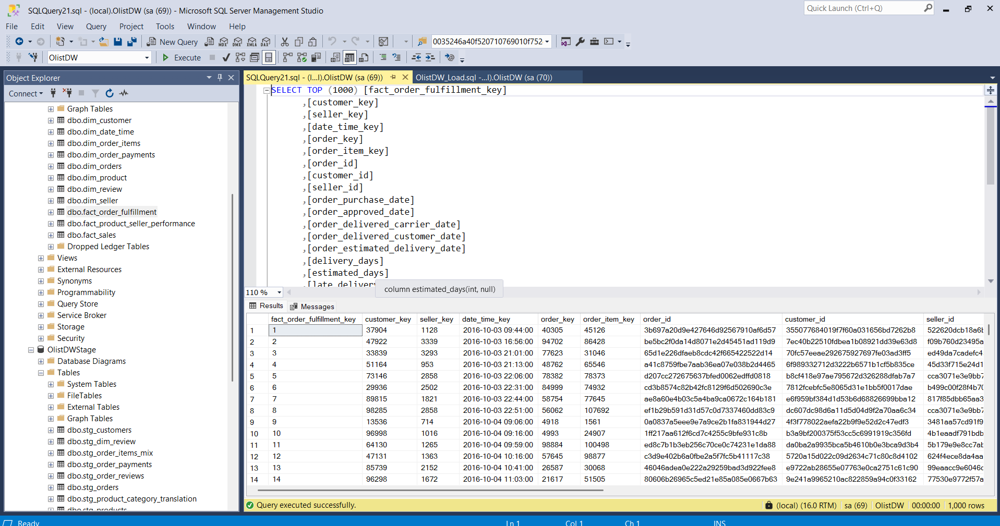 SQLQuery21.sql - (local).OlistDW (sa (69)) - Microsoft SQL Server Management Studio
Quick Launch (Ctrl+Q)
File Edit View Query Project Tools Window Help
New Query MDX DMX XMLA DAX 0035246a40f520710769010f752
OlistDW Execute
Object Explorer
Connect
Graph Tables
dbo.dim_customer
dbo.dim_date_time
dbo.dim_order_items
dbo.dim_order_payments
dbo.dim_orders
dbo.dim_product
dbo.dim_review
dbo.dim_seller
dbo.fact_order_fulfillment
dbo.fact_product_seller_performance
dbo.fact_sales
Dropped Ledger Tables
Views
External Resources
Synonyms
Programmability
Query Store
Service Broker
Storage
Security
OlistDWStage
Database Diagrams
Tables
System Tables
FileTables
External Tables
Graph Tables
dbo.stg_customers
dbo.stg_dim_review
dbo.stg_order_items_mix
dbo.stg_order_payments
dbo.stg_order_reviews
dbo.stg_orders
dbo.stg_product_category_translation
dbo.stg_products
SQLQuery21.sql - (l...l).OlistDW (sa (69)) OlistDW_Load.sql -...l).OlistDW (sa (70))
SELECT TOP (1000) [fact_order_fulfillment_key]
,[customer_key]
,[seller_key]
,[date_time_key]
,[order_key]
,[order_item_key]
,[order_id]
,[customer_id]
,[seller_id]
,[order_purchase_date]
,[order_approved_date]
,[order_delivered_carrier_date]
,[order_delivered_customer_date]
,[order_estimated_delivery_date]
,[delivery_days]
,[estimated_days]
,[late_delivery
column estimated_days(int, null)
110 %
Results Messages
fact_order_fulfillment_key customer_key seller_key date_time_key order_key order_item_key order_id customer_id seller_id
1 1 37904 1128 2016-10-03 09:44:00 40305 45126 3b697a20d9e427646d92567910af6d57 355077684019f7f60a031656bd7262b8 522620dcb18a6b
2 2 47922 3339 2016-10-03 16:56:00 94702 86428 be5bc2f0da14d8071e2d45451ad119d9 7ec40b22510fdbea1b08921dd39e63d8 f09b760d23495a
3 3 33839 3293 2016-10-03 21:01:00 77623 31046 65d1e226dfaeb8cdc42f665422522d14 70fc57eeae292675927697fe03ad3ff5 ed49da7cadefc4
4 4 51164 953 2016-10-03 21:13:00 48762 65546 a41c8759fbe7aab36ea07e038b2d4465 6f989332712d3222b6571b1cf5b835ce 45d33f715e24d1
5 5 73146 2858 2016-10-03 22:06:00 78382 78373 d207cc272675637bfed0062edffd0818 b8cf418e97ae795672d326288dfab7a7 cca3071e3e9bb7
6 6 29936 2502 2016-10-03 22:31:00 84999 74932 cd3b8574c82b42fc8129f6d502690c3e 7812fcebfc5e8065d31e1bb5f0017dae b499c00f28f4b70
7 7 89815 1821 2016-10-03 22:44:00 58754 77645 ae8a60e4b03c5a4ba9ca0672c164b181 e6f959bf384d1d53b6d68826699bba12 817f85dbb65aa3
8 8 98285 2858 2016-10-03 22:51:00 56062 107692 ef1b29b591d31d57c0d7337460dd83c9 dc607dc98d6a11d5d04d9f2a70aa6c34 cca3071e3e9bb7
9 9 13536 714 2016-10-04 09:06:00 4918 1561 0a0837a5eee9e7a9ce2b1fa831944d27 4f3f778022aefa22b9f9e52d2c47edf3 3481aa57cd91f9
10 10 96998 1016 2016-10-04 09:16:00 4993 24907 1ff217aa612f6cd7c4255c9bfe931c8b b3a9bf200375f53cc5c6991919c356fd 4b1eaadf791bdb
11 11 64130 1265 2016-10-04 09:59:00 98884 100498 ed8c7b1b3eb256c70ce0c74231e1da88 da0ba2a9935bca5b4610b0e3bca9d3b4 5b179e9e8cc7ab
12 12 47131 1363 2016-10-04 10:16:00 57645 98877 c3d9e402b6a0fbe2a5f7fc5b41117c38 5720a15d022c09d2634c71c80c8d4102 624f4ece8da4aa
13 13 85739 2152 2016-10-04 10:41:00 26587 30068 46046adea0e222a29259bad3d922fee8 e9722ab28655e07763e0ca2751c61c90 99eaacc9e6046c
14 14 96298 1672 2016-10-04 11:03:00 21617 51505 80606b26965c5ed21e85a085e0667b63 9e241a9965210ac822859a94c0f33162 77530e9772f57a
Query executed successfully. (local) (16.0 RTM) sa (69) OlistDW 00:00:00 1,000 rows
Ready Ln 1 Col 1 Ch 1 INS